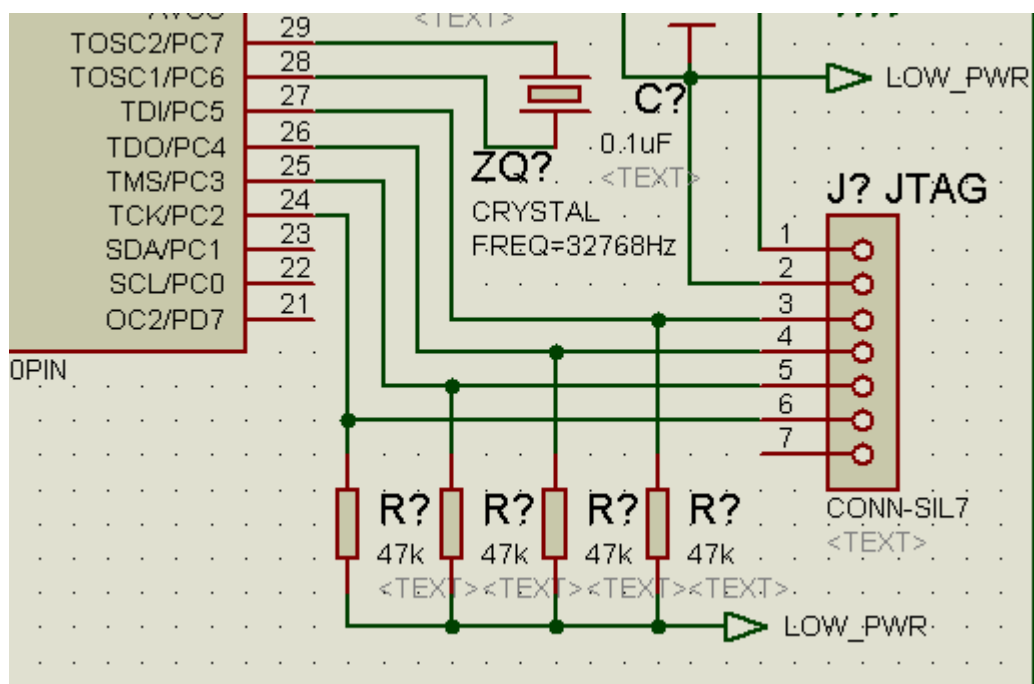 <TEXT>
29
TOSC2/PC7
28
TOSC1/PC6
LOW_PWR
27
TDI/PC5
C?
26
TDO/PC4
0.1uF
25
TMS/PC3
ZQ?
<TEXT>
24
TCK/PC2
CRYSTAL
J? JTAG
23
SDA/PC1
FREQ=32768Hz
1
22
SCL/PC0
2
21
OC2/PD7
3
4
0PIN
5
6
7
R? R? R? R?
CONN-SIL7
47k 47k 47k 47k
<TEXT>
<TEXT><TEXT><TEXT><TEXT>
LOW_PWR